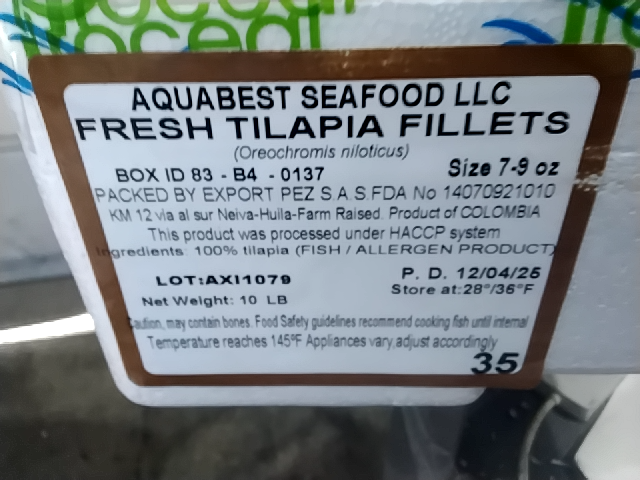 AQUABEST SEAFOOD LLC
FRESH TILAPIA FILLETS
(Oreochromis niloticus)
BOX ID 83 - B4 - 0137 Size 7-9 oz
PACKED BY EXPORT PEZ S.A.S.FDA No 14070921010
KM 12 via al sur Neiva-Huila-Farm Raised. Product of COLOMBIA
This product was processed under HACCP system
Ingredients: 100% tilapia (FISH / ALLERGEN PRODUCT)
LOT:AXI1079 P. D. 12/04/25
Net Weight: 10 LB Store at:28°/36°F
Caution, may contain bones. Food Safety guidelines recommend cooking fish until internal
Temperature reaches 145ºF Appliances vary,adjust accordingly
35